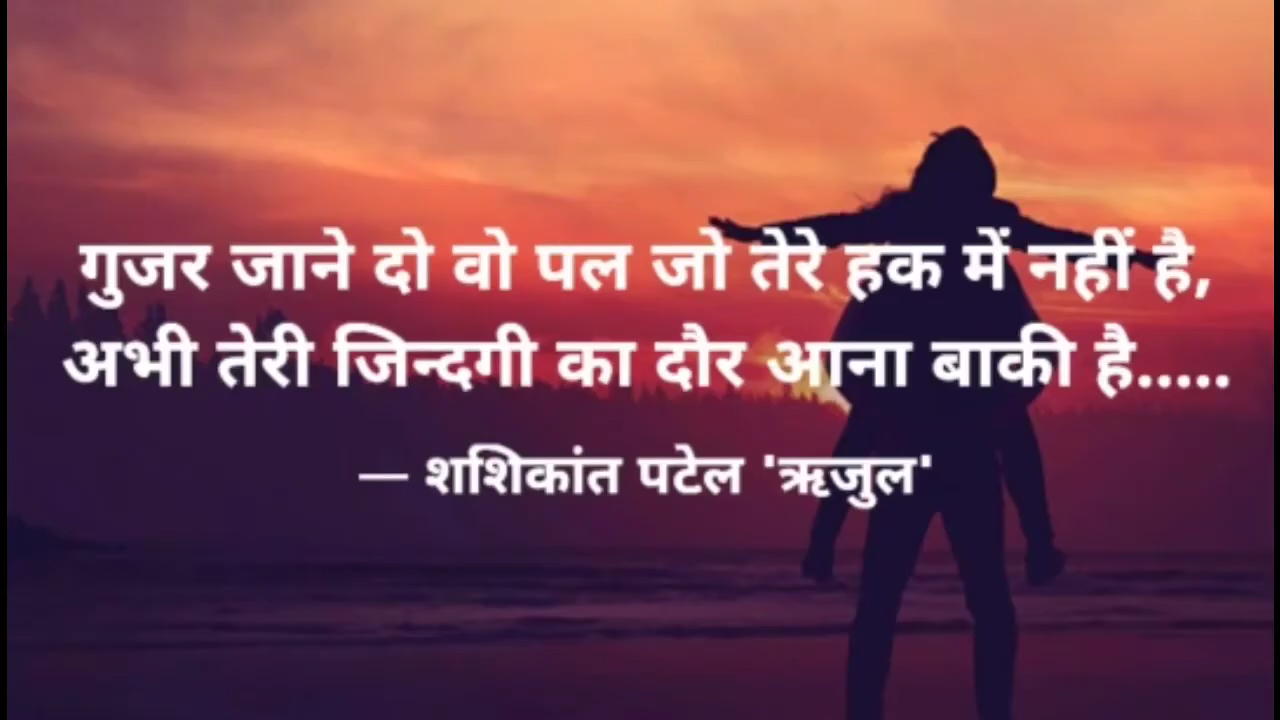 गुजर जाने दो वो पल जो तेरे हक में नहीं है,
अभी तेरी जिन्दगी का दौर आना बाकी है.....
— शशिकांत पटेल 'ऋजुल'